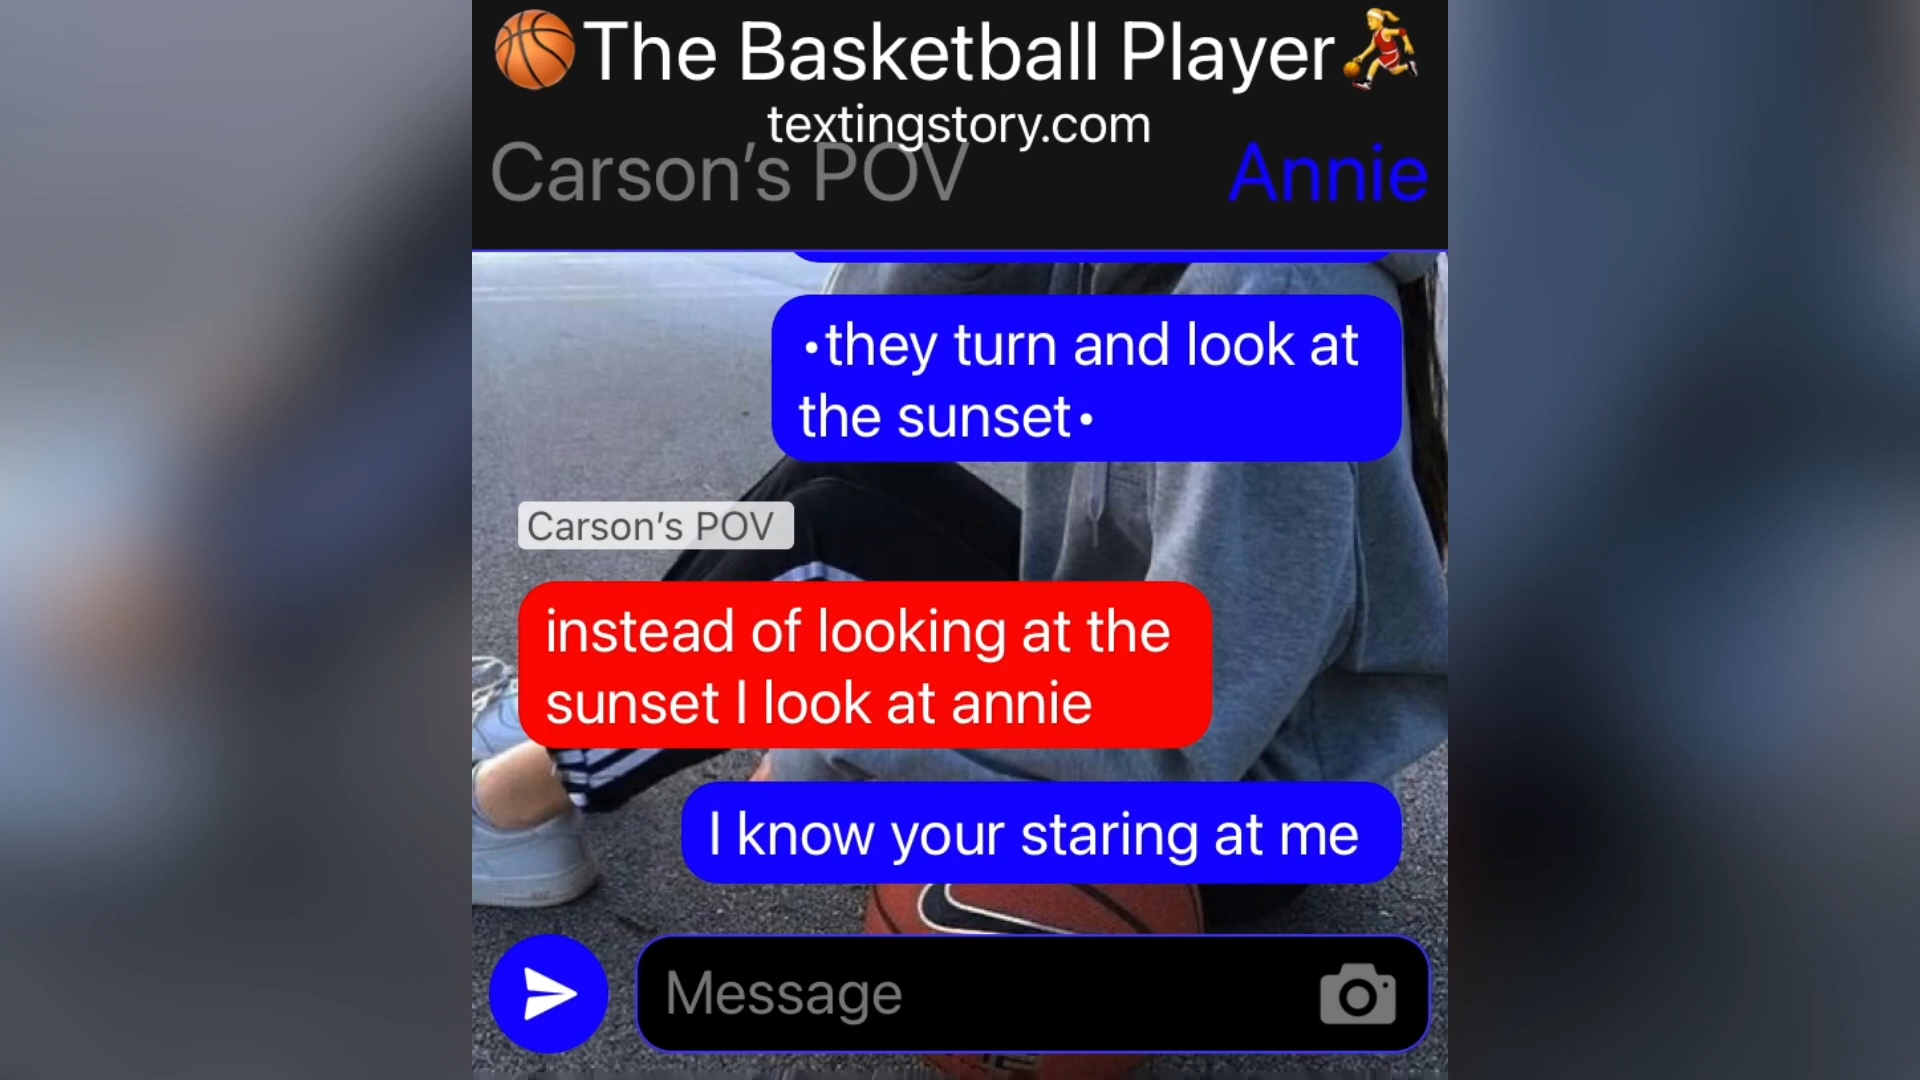 🏀The Basketball Player⛹️‍♀️
textingstory.com
Carson’s POV
Annie
•they turn and look at
the sunset•
Carson’s POV
instead of looking at the
sunset I look at annie
I know your staring at me
Message